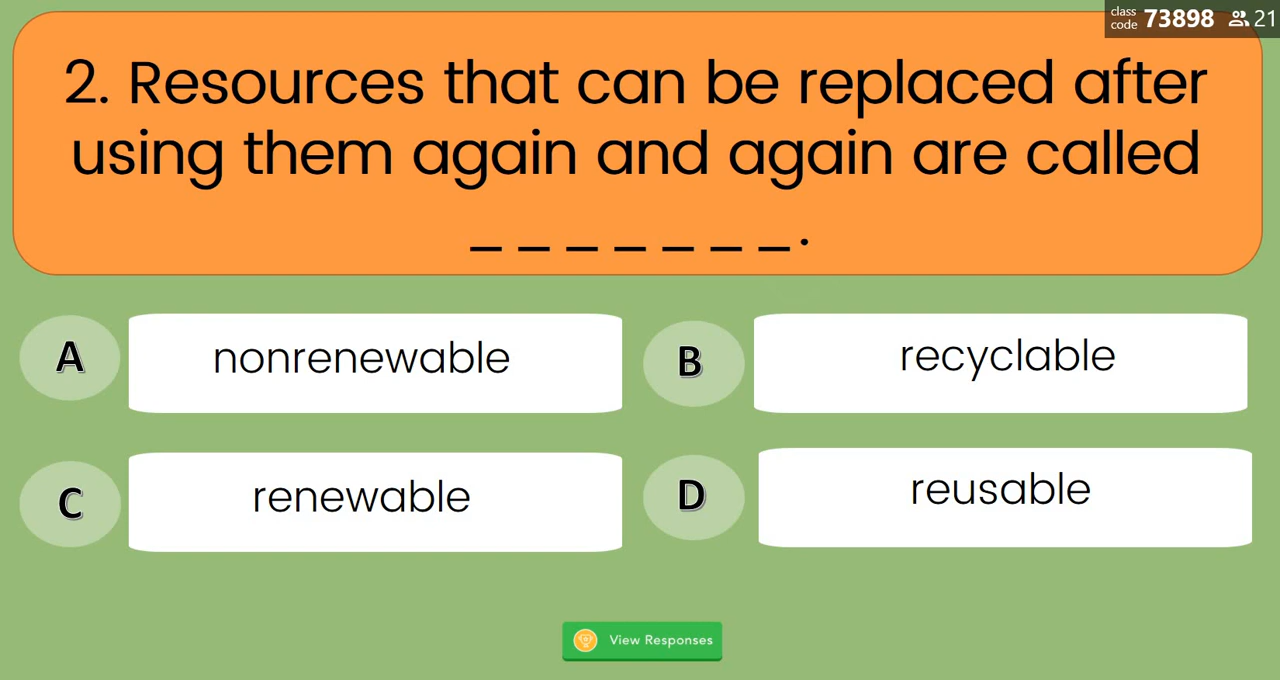 class code 73898 21
2. Resources that can be replaced after
using them again and again are called
_ _ _ _ _ _ _.
A nonrenewable
B recyclable
C renewable
D reusable
View Responses